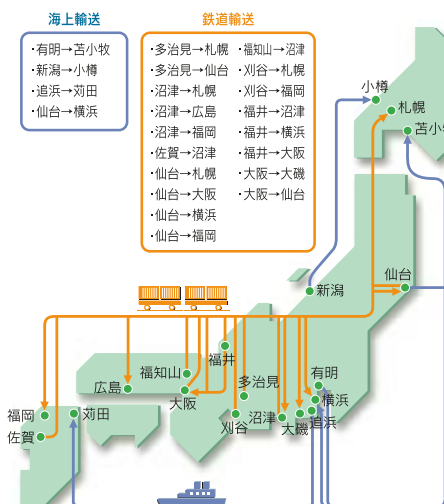 海上輸送
・有明→苫小牧
・新潟→小樽
・追浜→苅田
・仙台→横浜
鉄道輸送
・多治見→札幌
・多治見→仙台
・沼津→札幌
・沼津→広島
・沼津→福岡
・佐賀→沼津
・仙台→札幌
・仙台→大阪
・仙台→横浜
・仙台→福岡
・福知山→沼津
・刈谷→札幌
・刈谷→福岡
・福井→沼津
・福井→横浜
・福井→大阪
・大阪→大磯
・大阪→仙台
小樽
札幌
苫小牧
仙台
新潟
福井
福知山
広島
大阪
多治見
有明
横浜
追浜
沼津
大磯
刈谷
福岡
苅田
佐賀